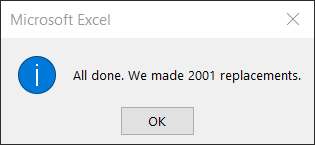 Microsoft Excel
All done. We made 2001 replacements.
OK